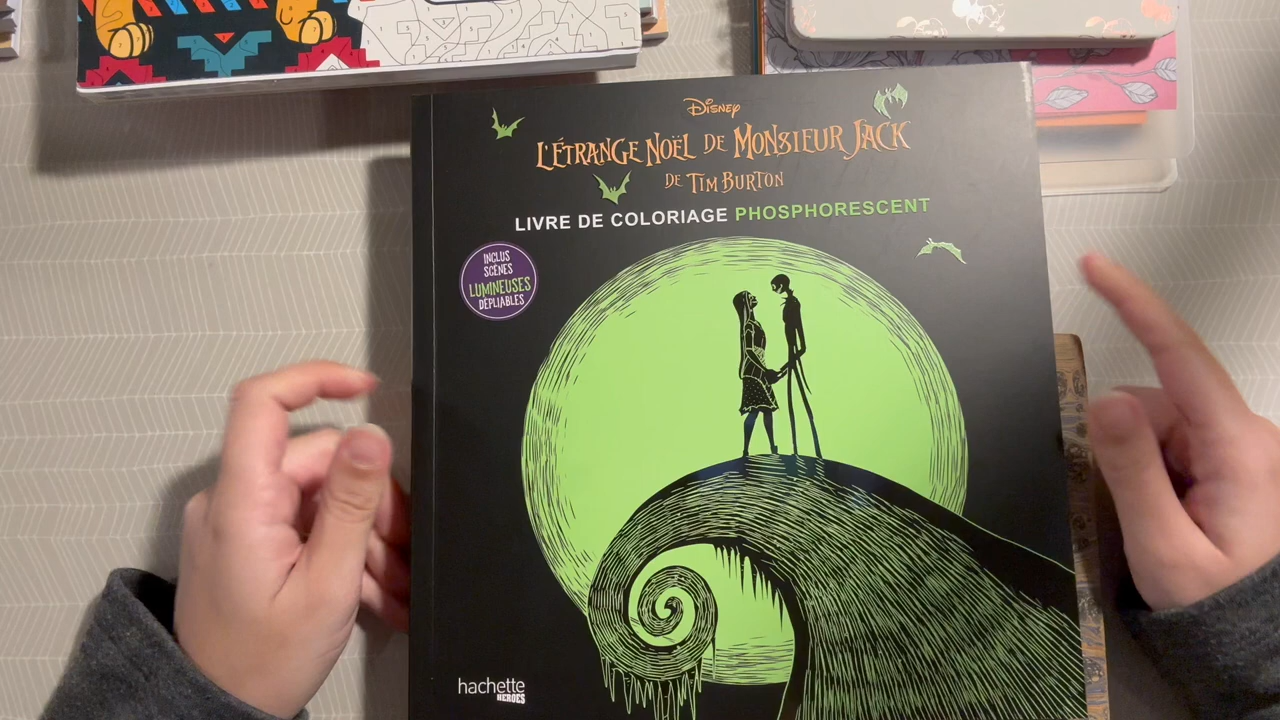 Disney
L'ÉTRANGE NOËL DE MONSIEUR JACK
DE TIM BURTON
LIVRE DE COLORIAGE PHOSPHORESCENT
INCLUS
SCÈNES
LUMINEUSES
DÉPLIABLES
hachette
HEROES